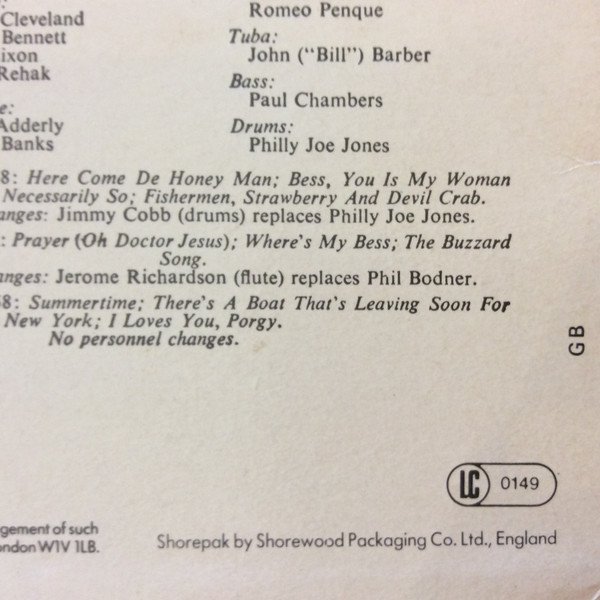 Romeo Penque
Cleveland
Bennett
Tuba:
ixon
John ("Bill") Barber
Rehak
Bass:
Paul Chambers
e:
Adderly
Drums:
Banks
Philly Joe Jones
8: Here Come De Honey Man; Bess, You Is My Woman
Necessarily So; Fishermen, Strawberry And Devil Crab.
anges: Jimmy Cobb (drums) replaces Philly Joe Jones.
: Prayer (Oh Doctor Jesus); Where's My Bess; The Buzzard
Song.
anges: Jerome Richardson (flute) replaces Phil Bodner.
58: Summertime; There's A Boat That's Leaving Soon For
New York; I Loves You, Porgy.
No personnel changes.
GB
LC 0149
gement of such
ondon W1V 1LB.
Shorepak by Shorewood Packaging Co. Ltd., England